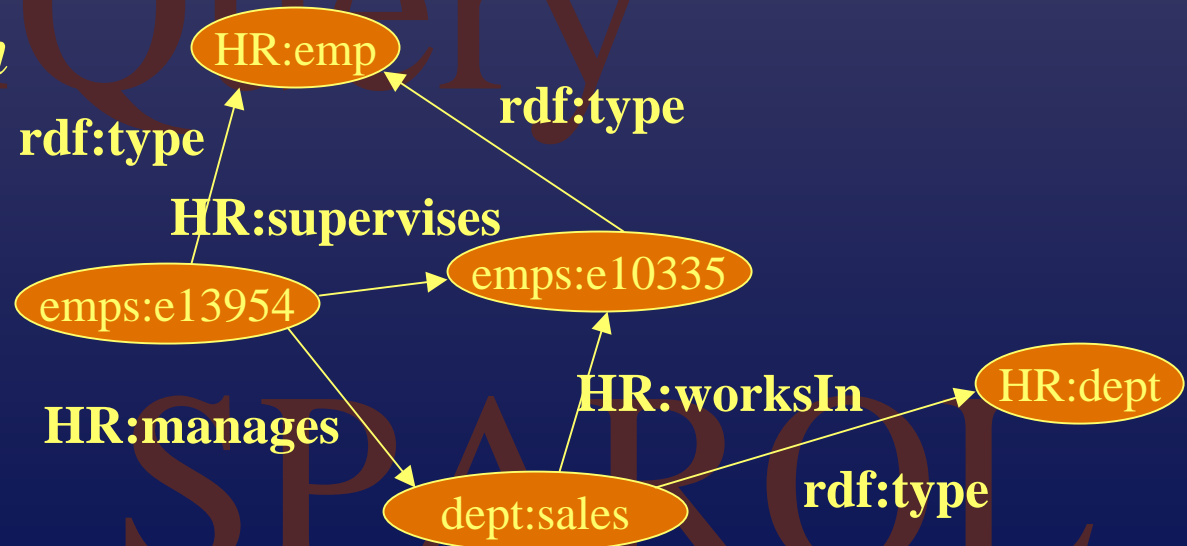 Query
HR:emp
rdf:type
rdf:type
HR:supervises
emps:e10335
emps:e13954
HR:dept
HR:worksIn
HR:manages
rdf:type
dept:sales